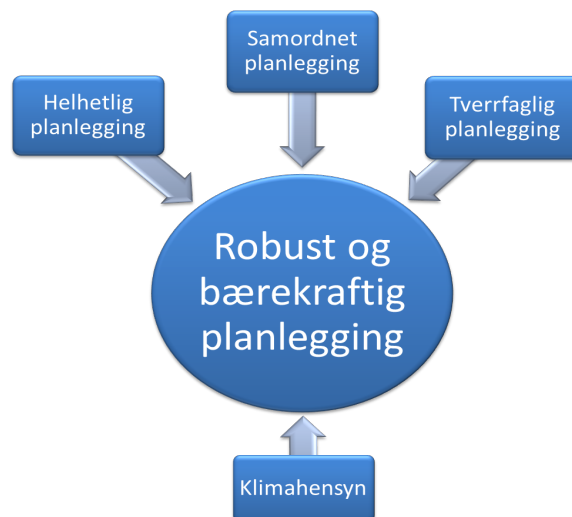 Samordnet
planlegging
Helhetlig
planlegging
Tverrfaglig
planlegging
Robust og
bærekraftig
planlegging
Klimahensyn